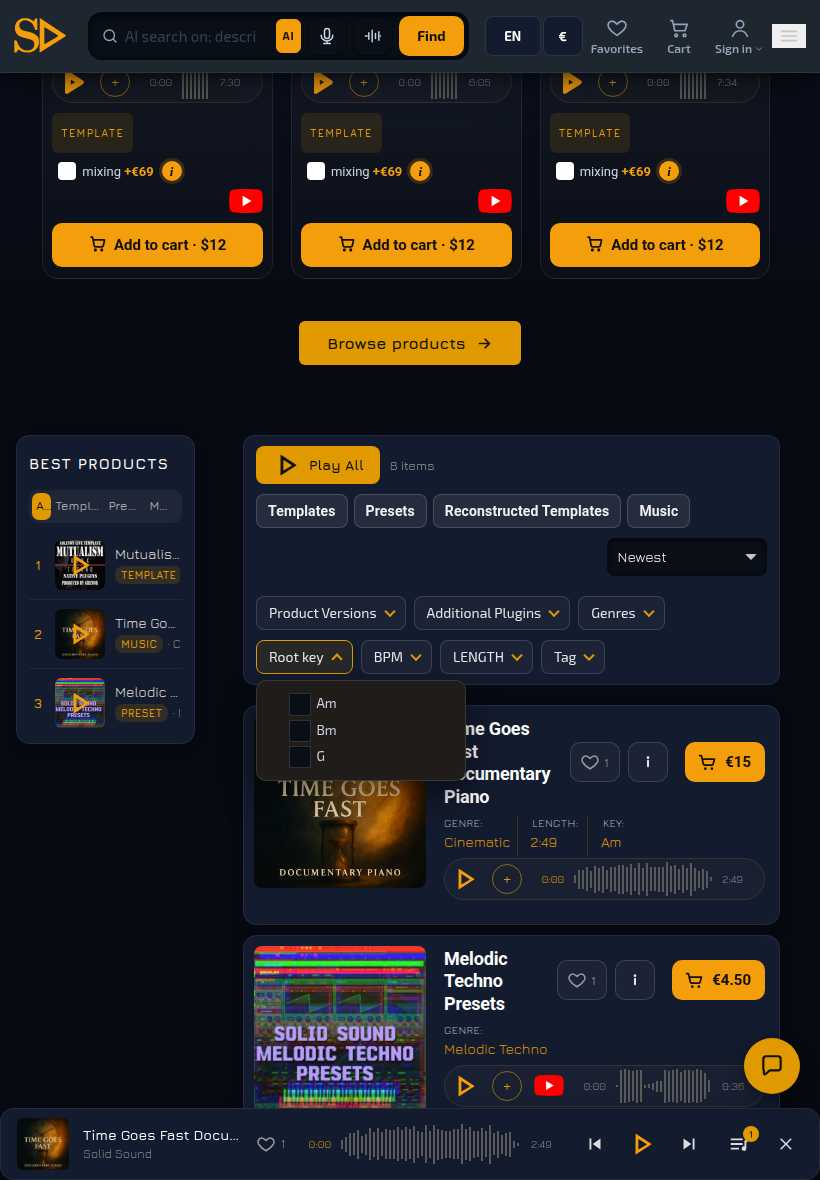 SD
AI search on: descri
AI
Find
EN
€
Favorites
Cart
Sign in
0:00 7:30
0:00 6:05
0:00 7:34
TEMPLATE
TEMPLATE
TEMPLATE
mixing +€69 i
mixing +€69 i
mixing +€69 i
Add to cart · $12
Add to cart · $12
Add to cart · $12
Browse products →
BEST PRODUCTS
A... Templ... Pre... M...
1 Mutualis...
TEMPLATE
2 Time Go...
MUSIC · C
3 Melodic ...
PRESET
Play All
8 items
Templates Presets Reconstructed Templates Music
Newest
Product Versions Additional Plugins Genres
Root key BPM LENGTH Tag
Am
Bm
G
TIME GOES
FAST
DOCUMENTARY PIANO
me Goes
st
cumentary
Piano
1
i
€15
GENRE: LENGTH: KEY:
Cinematic 2:49 Am
+ 0:00 2:49
SOLID SOUND
MELODIC TECHNO
PRESETS
Melodic
Techno
Presets
1
i
€4.50
GENRE:
Melodic Techno
+ 0:00 0:36
Time Goes Fast Docu...
Solid Sound
1
0:00 2:49
1